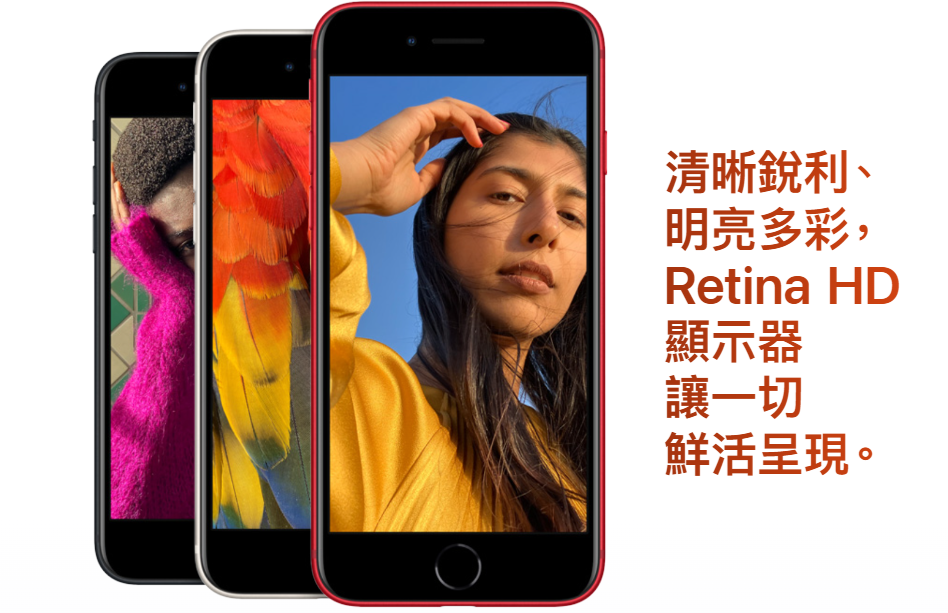 清晰銳利、
明亮多彩，
Retina HD
顯示器
讓一切
鮮活呈現。